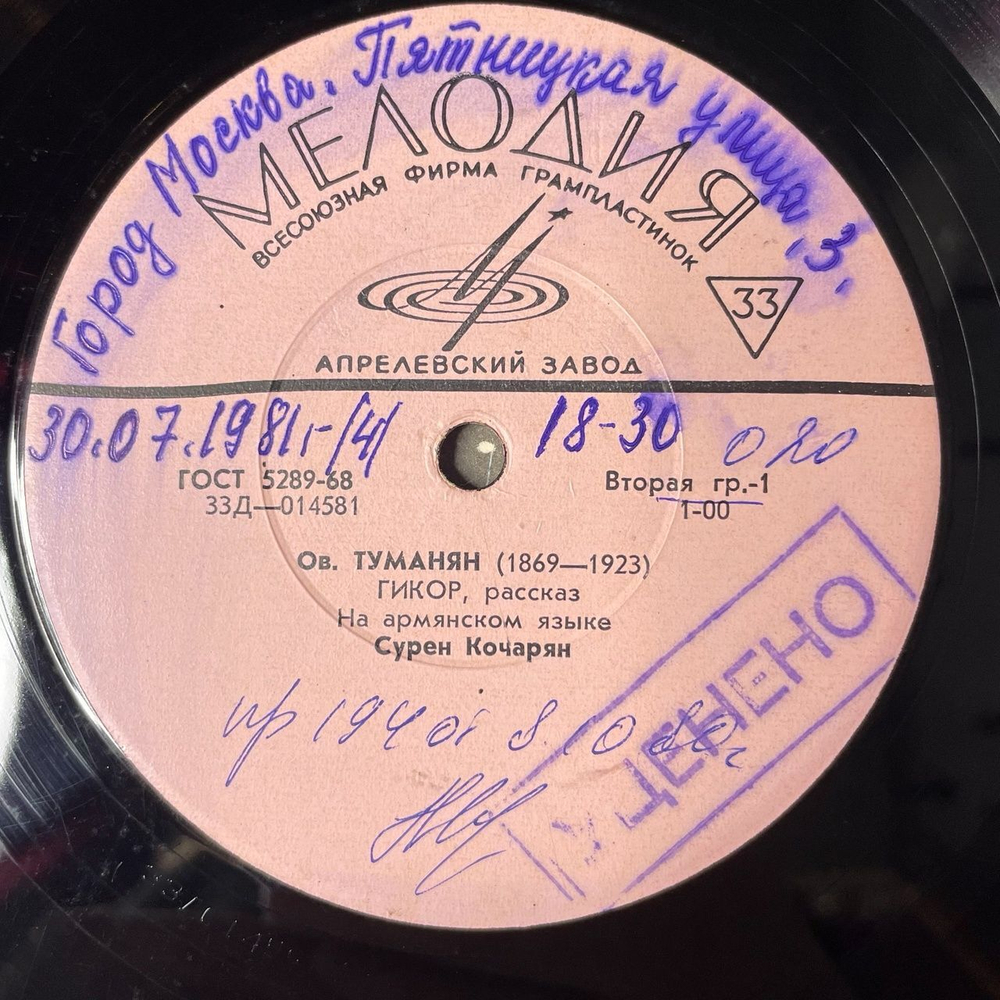 Город Москва. Пятницкая улица, 3.
МЕЛОДИЯ
ВСЕСОЮЗНАЯ ФИРМА ГРАМПЛАСТИНОК
33
АПРЕЛЕВСКИЙ ЗАВОД
30.07.1981г-/4/ 18-30
ГОСТ 5289-68 Вторая гр.-1
33Д—014581 1-00
Ов. ТУМАНЯН (1869—1923)
ГИКОР, рассказ
На армянском языке
Сурен Кочарян
УЦЕНЕНО